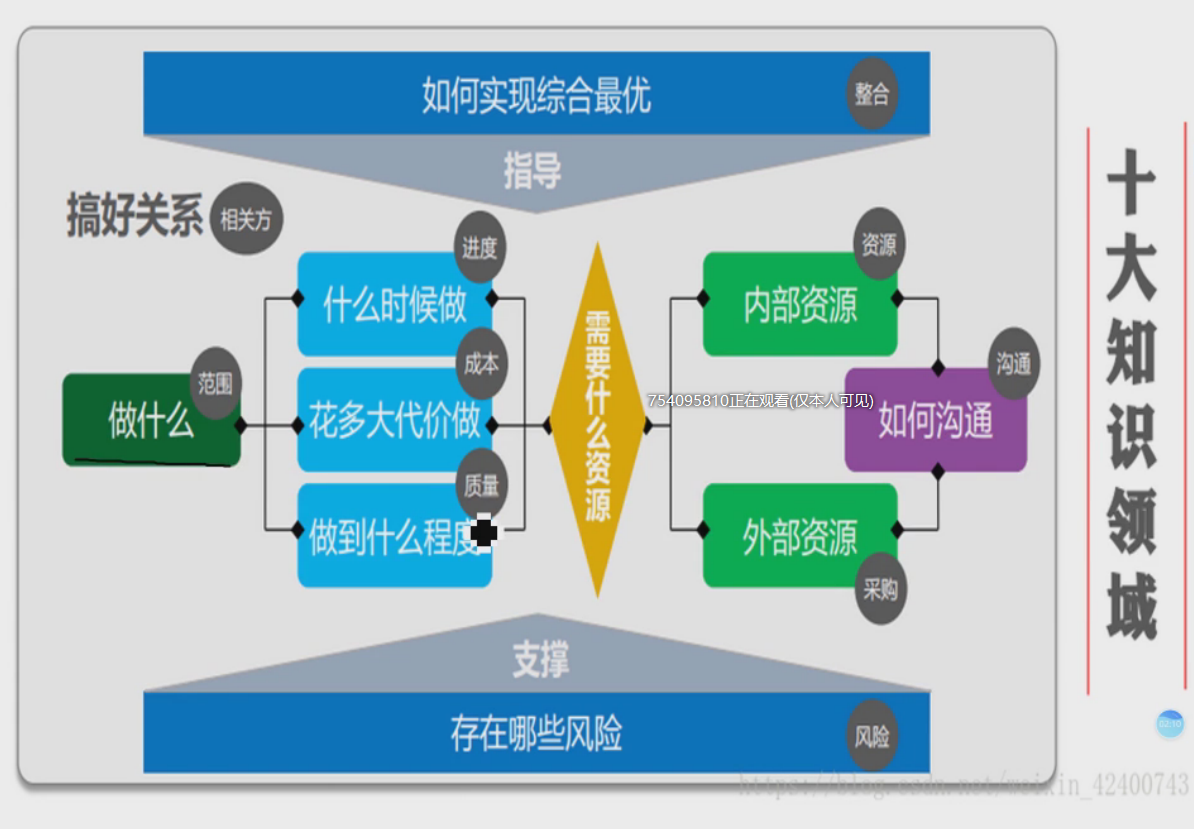 如何实现综合最优
整合
指导
搞好关系
相关方
进度
什么时候做
成本
花多大代价做
质量
做到什么程度
范围
做什么
需要什么资源
资源
内部资源
沟通
如何沟通
外部资源
采购
754095810正在观看(仅本人可见)
支撑
存在哪些风险
风险
十大知识领域
02:10
https://blog.csdn.net/weixin_42400743